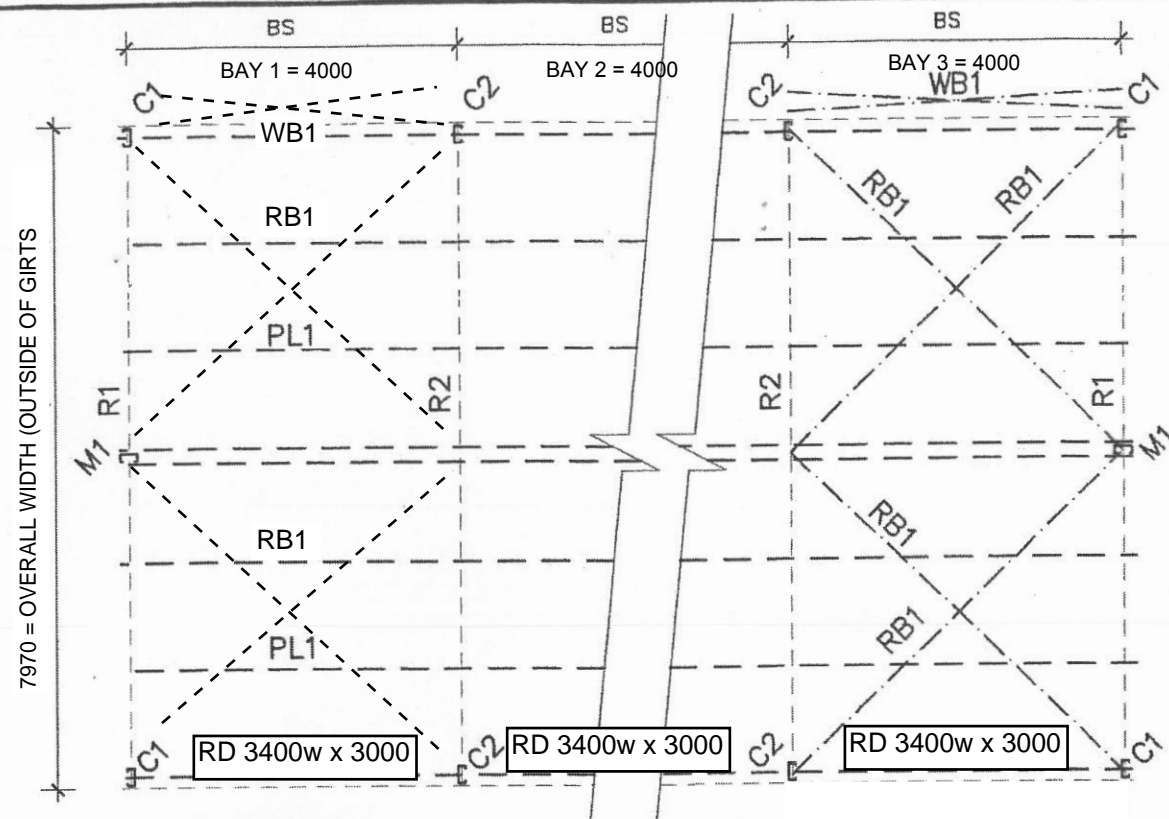 BS
BS
BS
BAY 1 = 4000
BAY 2 = 4000
BAY 3 = 4000
C1
C2
C2
WB1
C1
WB1
RB1
RB1
RB1
7970 = OVERALL WIDTH (OUTSIDE OF GIRTS
PL1
R1
R2
R2
R1
M1
M1
RB1
RB1
PL1
RB1
RD 3400w x 3000
RD 3400w x 3000
RD 3400w x 3000
C1
C2
C2
C1